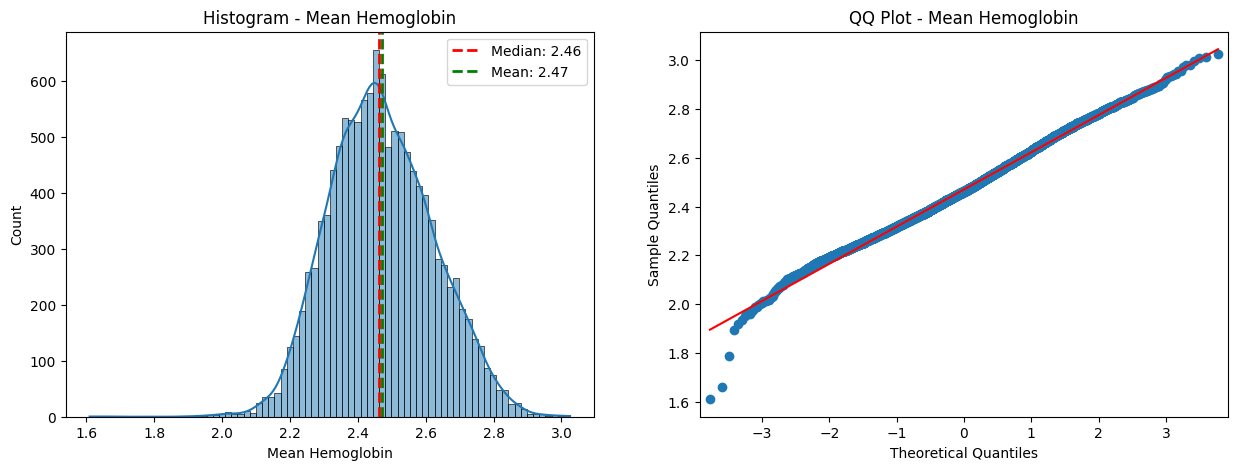 Histogram - Mean Hemoglobin
Median: 2.46
Mean: 2.47
Count
600
500
400
300
200
100
0
1.6 1.8 2.0 2.2 2.4 2.6 2.8 3.0
Mean Hemoglobin
QQ Plot - Mean Hemoglobin
Sample Quantiles
3.0
2.8
2.6
2.4
2.2
2.0
1.8
1.6
−3 −2 −1 0 1 2 3
Theoretical Quantiles